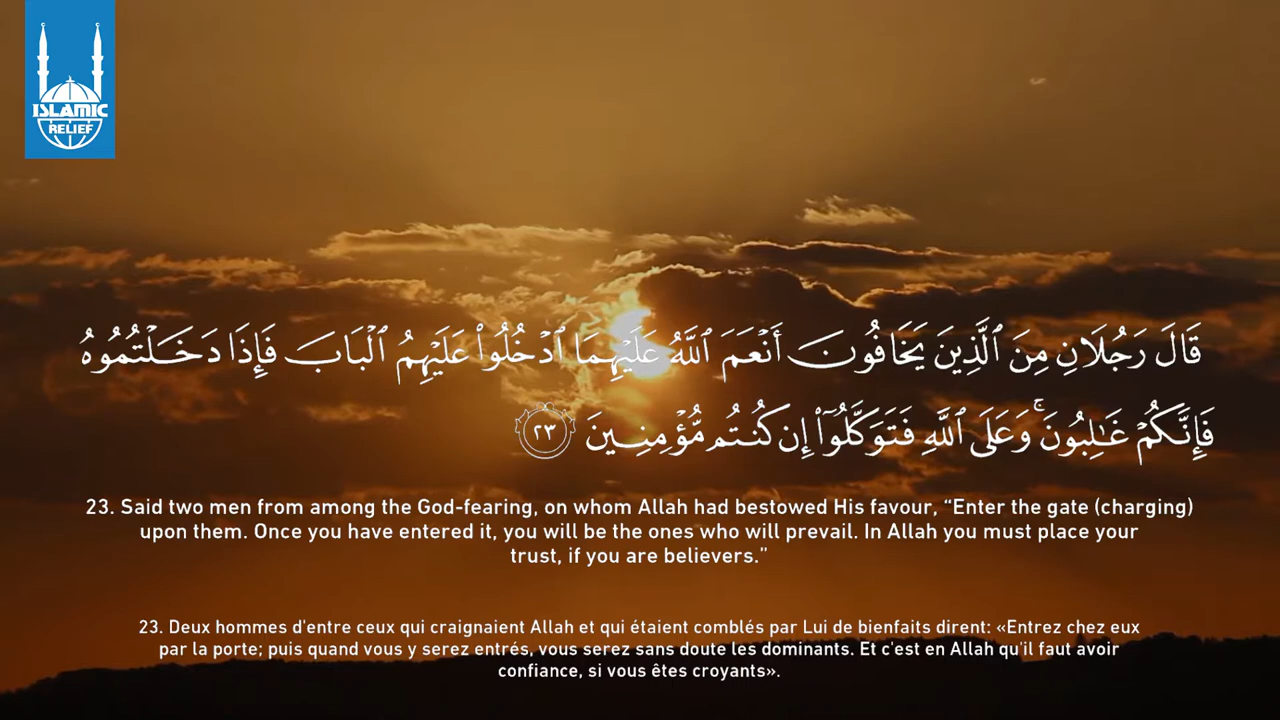 ISLAMIC
RELIEF
قَالَ رَجُلَانِ مِنَ ٱلَّذِينَ يَخَافُونَ أَنْعَمَ ٱللَّهُ عَلَيْهِمَا ٱدْخُلُوا۟ عَلَيْهِمُ ٱلْبَابَ فَإِذَا دَخَلْتُمُوهُ
فَإِنَّكُمْ غَـٰلِبُونَ ۚ وَعَلَى ٱللَّهِ فَتَوَكَّلُوٓا۟ إِن كُنتُم مُّؤْمِنِينَ ٢٣
23. Said two men from among the God-fearing, on whom Allah had bestowed His favour, “Enter the gate (charging)
upon them. Once you have entered it, you will be the ones who will prevail. In Allah you must place your
trust, if you are believers.”
23. Deux hommes d'entre ceux qui craignaient Allah et qui étaient comblés par Lui de bienfaits dirent: «Entrez chez eux
par la porte; puis quand vous y serez entrés, vous serez sans doute les dominants. Et c'est en Allah qu'il faut avoir
confiance, si vous êtes croyants».